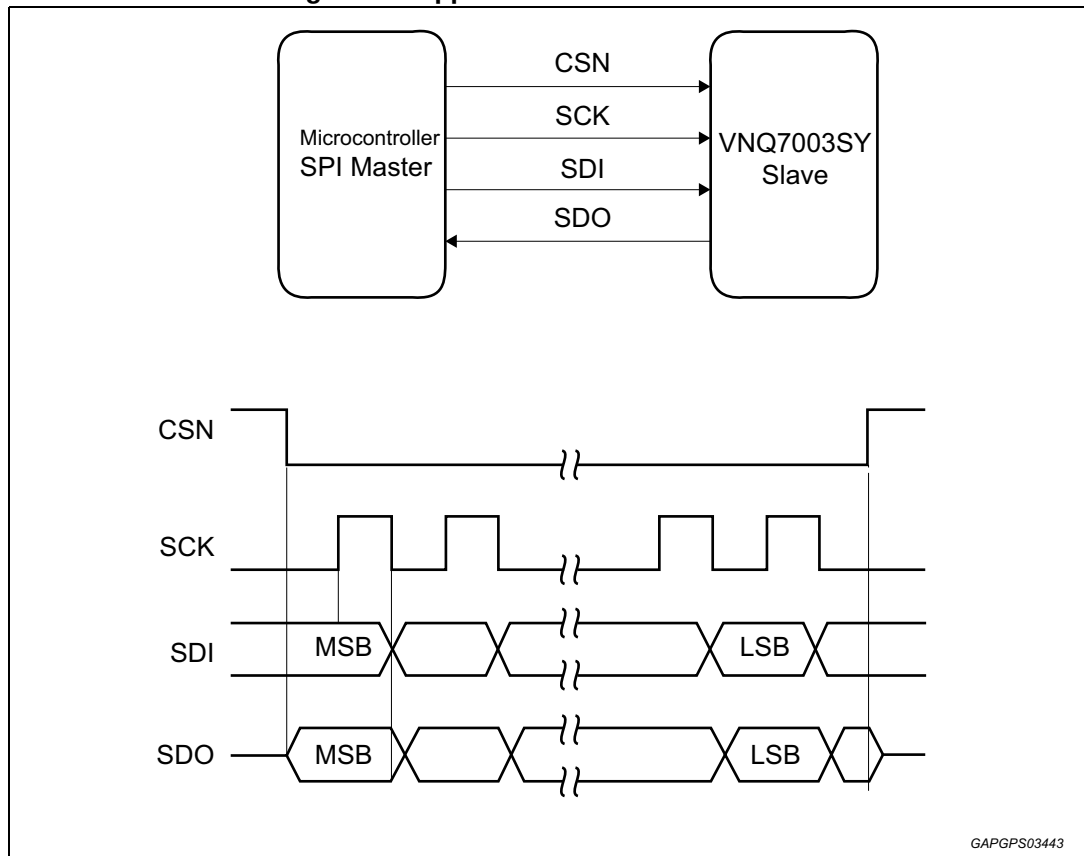 CSN
SCK
SDI
SDO
Microcontroller
SPI Master
VNQ7003SY
Slave
CSN
SCK
SDI
MSB
LSB
SDO
MSB
LSB
GAPGPS03443